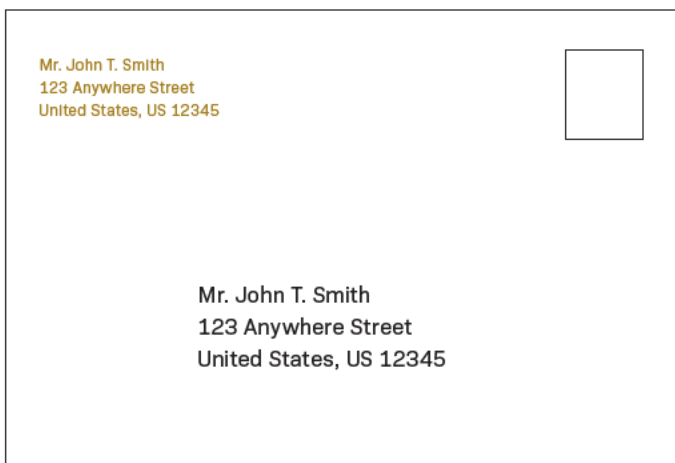 Mr. John T. Smith
123 Anywhere Street
United States, US 12345
Mr. John T. Smith
123 Anywhere Street
United States, US 12345